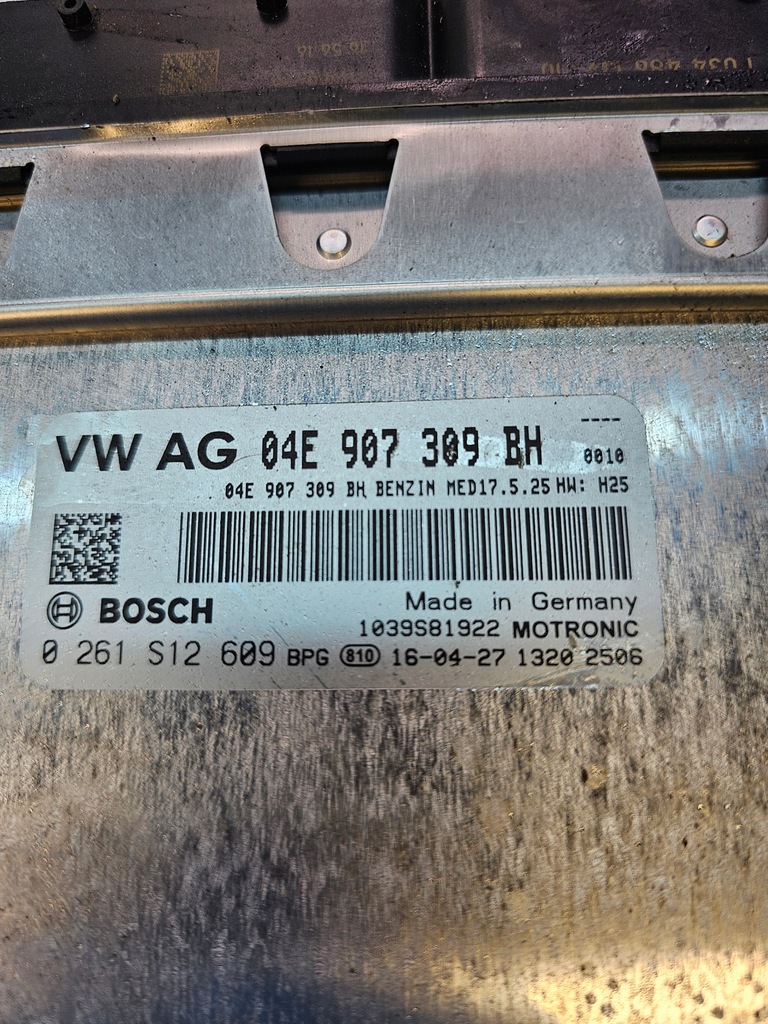 VW AG 04E 907 309 BH
----
0010
04E 907 309 BH BENZIN MED17.5.25 HW: H25
BOSCH
Made in Germany
1039S81922 MOTRONIC
0 261 S12 609 BPG 810 16-04-27 1320 2506